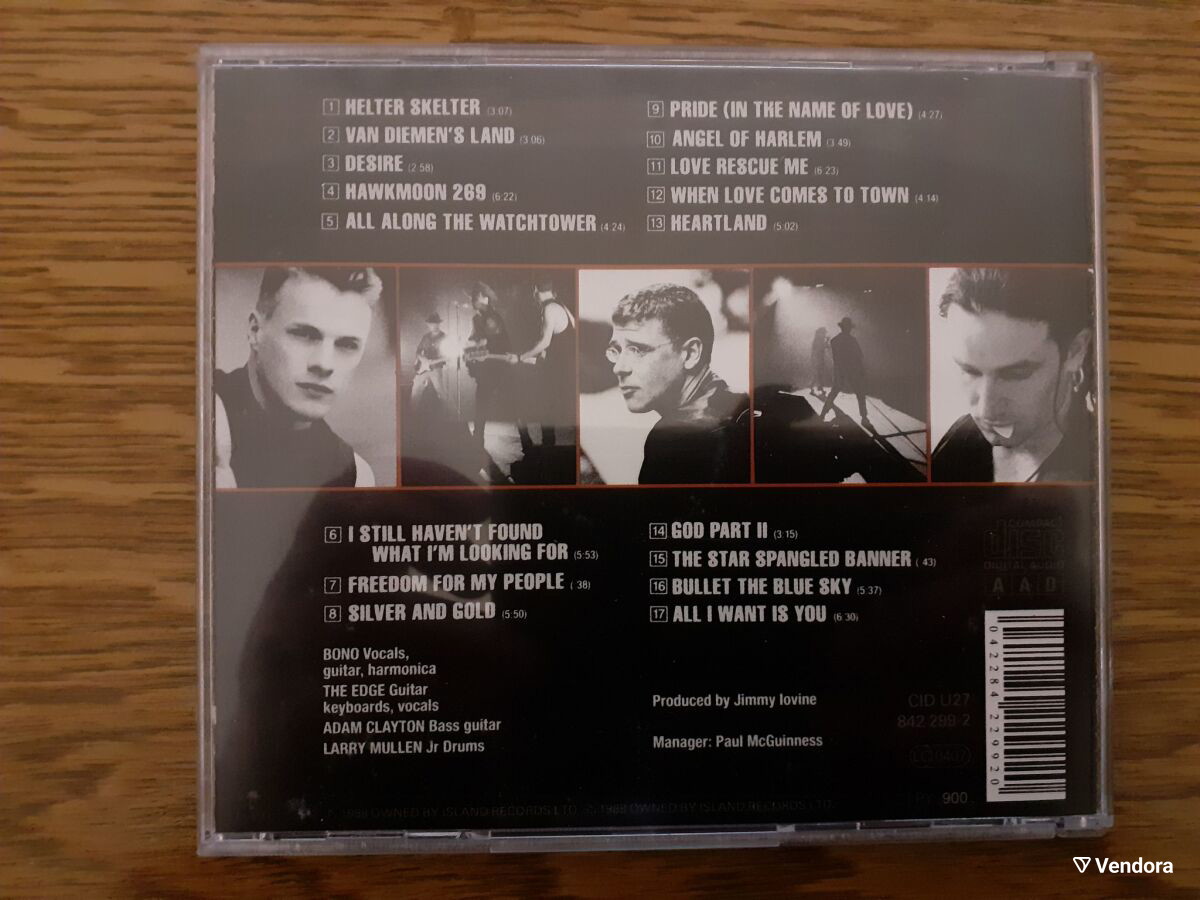 1 HELTER SKELTER (3:07)
2 VAN DIEMEN'S LAND (3:06)
3 DESIRE (2:58)
4 HAWKMOON 269 (6:22)
5 ALL ALONG THE WATCHTOWER (4:24)
9 PRIDE (IN THE NAME OF LOVE) (4:27)
10 ANGEL OF HARLEM (3:49)
11 LOVE RESCUE ME (6:23)
12 WHEN LOVE COMES TO TOWN (4:14)
13 HEARTLAND (5:02)
6 I STILL HAVEN'T FOUND
WHAT I'M LOOKING FOR (5:53)
7 FREEDOM FOR MY PEOPLE (:38)
8 SILVER AND GOLD (5:50)
14 GOD PART II (3:15)
15 THE STAR SPANGLED BANNER (:43)
16 BULLET THE BLUE SKY (5:37)
17 ALL I WANT IS YOU (6:30)
BONO Vocals,
guitar, harmonica
THE EDGE Guitar
keyboards, vocals
ADAM CLAYTON Bass guitar
LARRY MULLEN Jr Drums
Produced by Jimmy Iovine
Manager: Paul McGuinness
COMPACT
disc
DIGITAL AUDIO
A A D
CID U27
842 299-2
900
0 42284 22992 0
1988 OWNED BY ISLAND RECORDS LTD. 1988 OWNED BY ISLAND RECORDS LTD.
Vendora